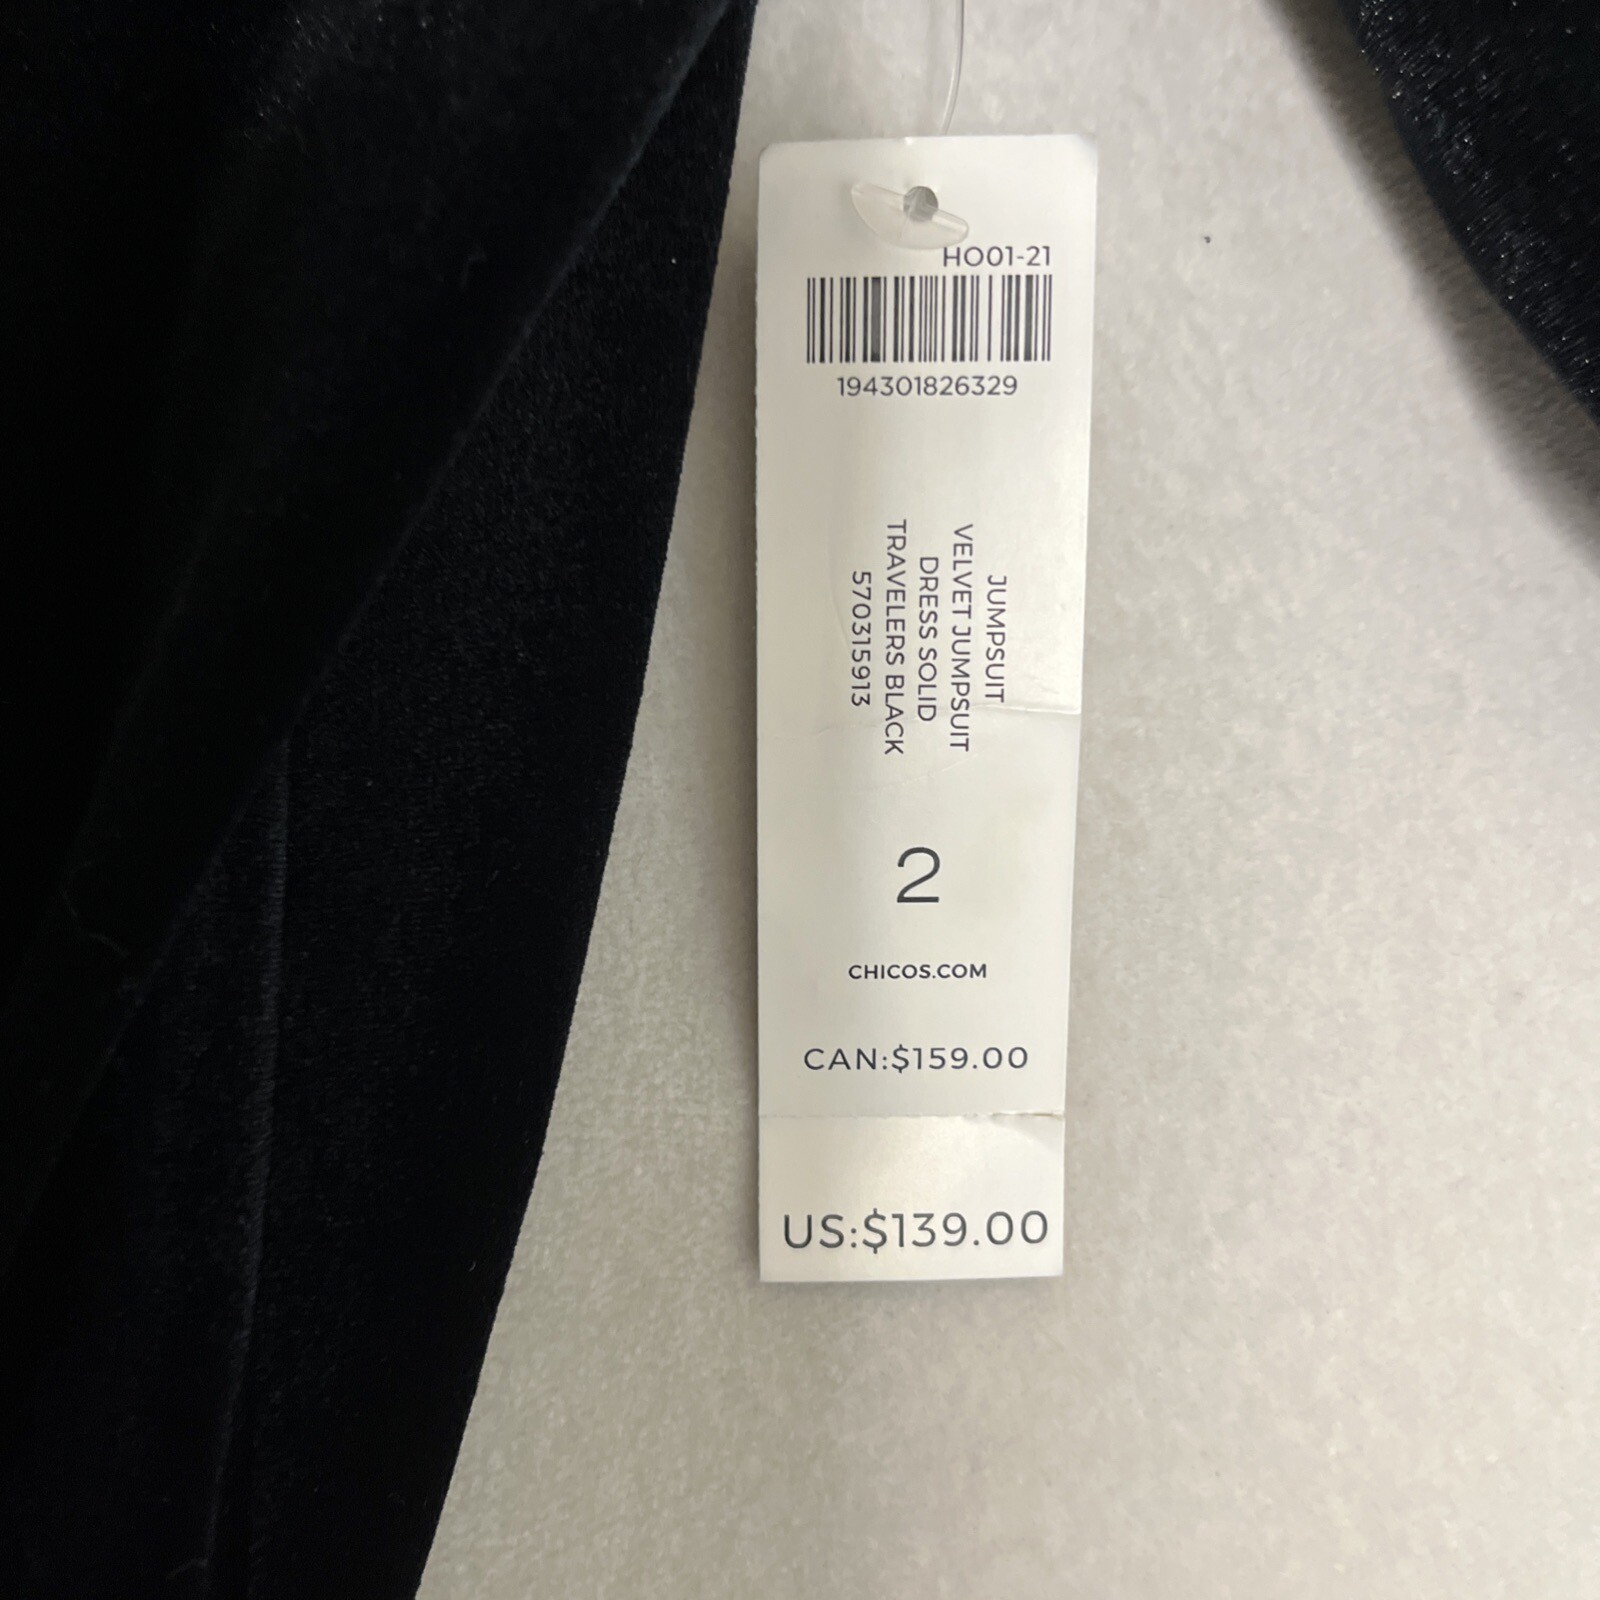 HO01-21
194301826329
JUMPSUIT
VELVET JUMPSUIT
DRESS SOLID
TRAVELERS BLACK
570315913
2
CHICOS.COM
CAN:$159.00
US:$139.00